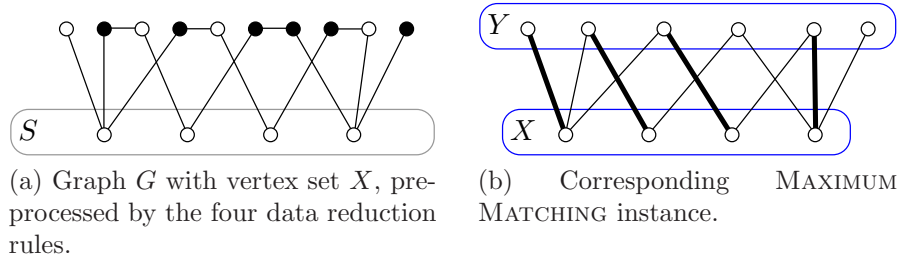 Y
S
X
(a) Graph G with vertex set X, pre-
processed by the four data reduction
rules.
(b) Corresponding MAXIMUM
MATCHING instance.